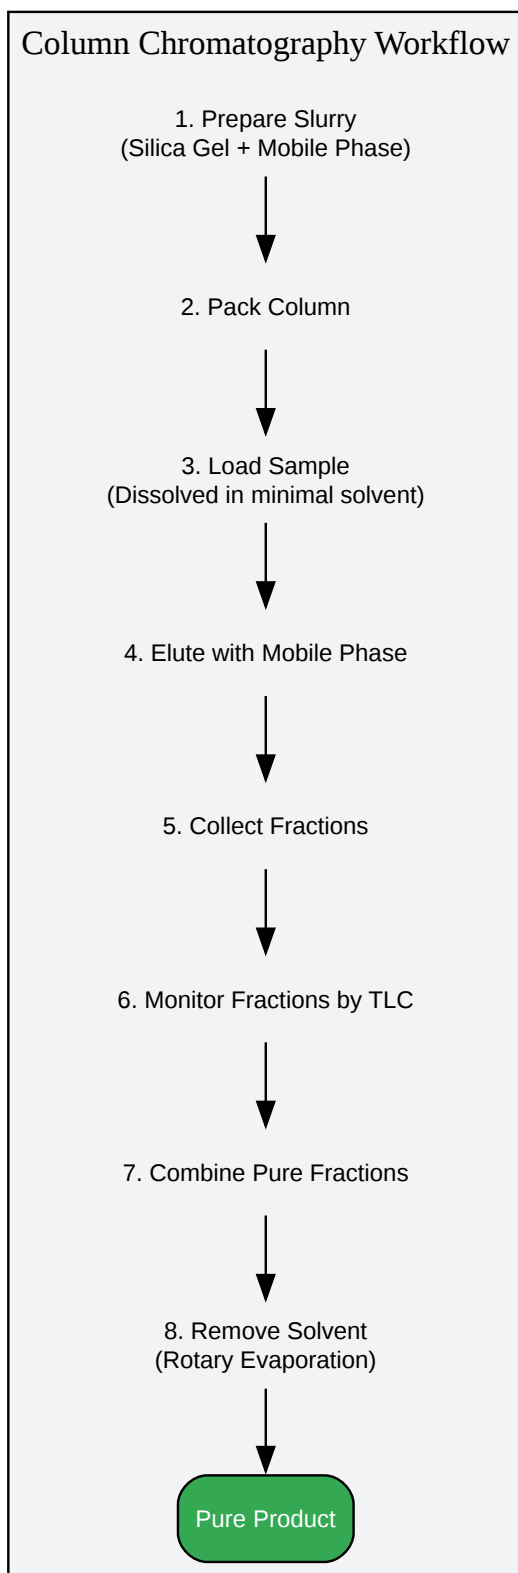 Column Chromatography Workflow
1. Prepare Slurry
(Silica Gel + Mobile Phase)
2. Pack Column
3. Load Sample
(Dissolved in minimal solvent)
4. Elute with Mobile Phase
5. Collect Fractions
6. Monitor Fractions by TLC
7. Combine Pure Fractions
8. Remove Solvent
(Rotary Evaporation)
Pure Product